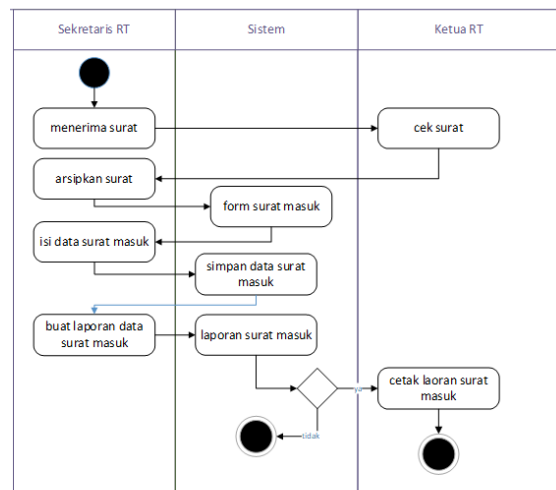 Sekretaris RT
Sistem
Ketua RT
menerima surat
cek surat
arsipkan surat
form surat masuk
isi data surat masuk
simpan data surat
masuk
buat laporan data
surat masuk
laporan surat masuk
ya
cetak laoran surat
masuk
tidak